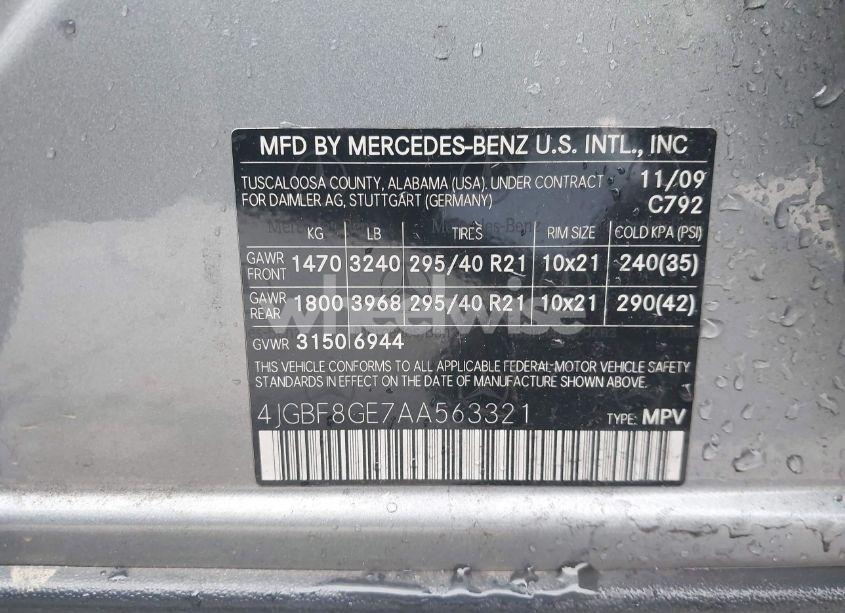 MFD BY MERCEDES-BENZ U.S. INTL., INC
TUSCALOOSA COUNTY, ALABAMA (USA). UNDER CONTRACT 11/09
FOR DAIMLER AG, STUTTGART (GERMANY) C792
KG LB TIRES RIM SIZE COLD KPA (PSI)
GAWR FRONT 1470 3240 295/40 R21 10x21 240(35)
GAWR REAR 1800 3968 295/40 R21 10x21 290(42)
wheelwise
GVWR 3150 6944
THIS VEHICLE CONFORMS TO ALL APPLICABLE FEDERAL-MOTOR VEHICLE SAFETY
STANDARDS IN EFFECT ON THE DATE OF MANUFACTURE SHOWN ABOVE.
4JGBF8GE7AA563321 TYPE: MPV